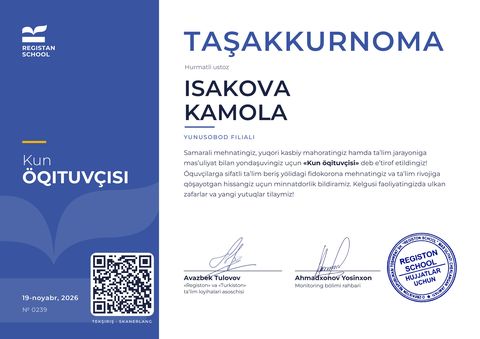 REGISTAN
SCHOOL
Kun
ÖQITUVÇISI
19-noyabr, 2026
№ 0239
TEKŞIRIŞ - SKANERLANG
TAŞAKKURNOMA
Hurmatli ustoz
ISAKOVA
KAMOLA
YUNUSOBOD FILIALI
Samarali mehnatingiz, yuqori kasbiy mahoratingiz hamda ta'lim jarayoniga
mas'uliyat bilan yondaşuvingiz uçun «Kun öqituvçisi» deb e'tirof etildingiz!
Öquvçilarga sifatli ta'lim beriş yölidagi fidokorona mehnatingiz va ta'lim rivojiga
qöşayotgan hissangiz uçun minnatdorlik bildiramiz. Kelgusi faoliyatingizda ulkan
zafarlar va yangi yutuqlar tilaymiz!
Avazbek Tulovov
«Registon» va «Turkiston»
ta'lim loyihalari asoschisi
Ahmadxonov Yosinxon
Monitoring bölimi rahbari
REGISTON
SCHOOL
HUJJATLAR
UCHUN